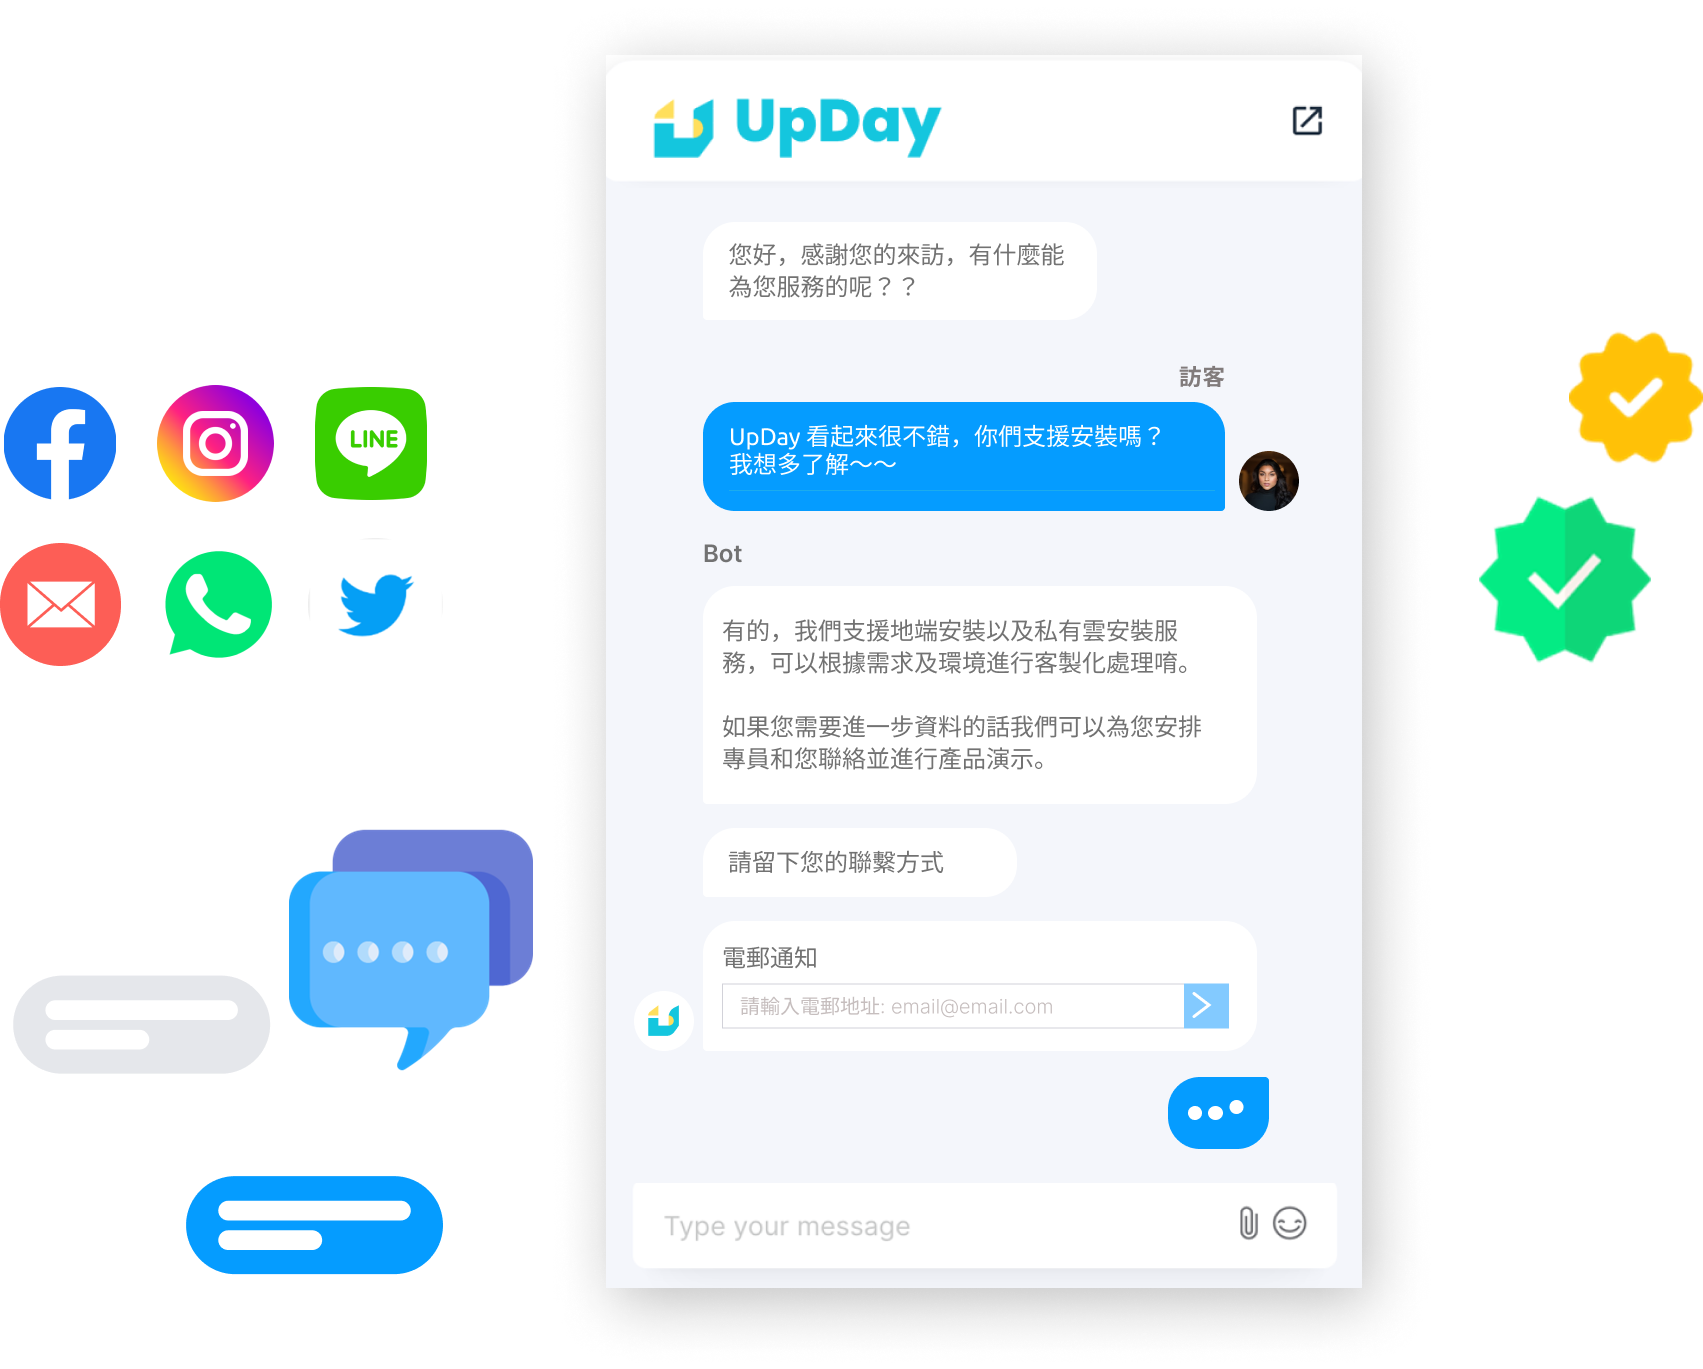 UpDay
您好，感謝您的來訪，有什麼能
為您服務的呢？？
訪客
UpDay 看起來很不錯，你們支援安裝嗎？
我想多了解～～
LINE
Bot
有的，我們支援地端安裝以及私有雲安裝服
務，可以根據需求及環境進行客製化處理唷。
如果您需要進一步資料的話我們可以為您安排
專員和您聯絡並進行產品演示。
請留下您的聯繫方式
電郵通知
請輸入電郵地址: email@email.com
Type your message